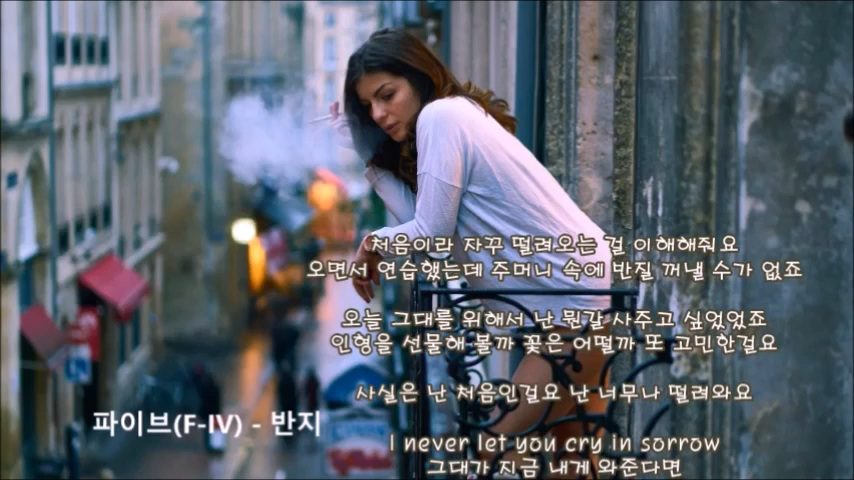 처음이라 자꾸 떨려오는 걸 이해해줘요
오면서 연습했는데 주머니 속에 반질 꺼낼 수가 없죠
오늘 그대를 위해서 난 뭔갈 사주고 싶었었죠
인형을 선물해 볼까 꽃은 어떨까 또 고민한걸요
사실은 난 처음인걸요 난 너무나 떨려와요
파이브(F-IV) - 반지
I never let you cry in sorrow
그대가 지금 내게 와준다면